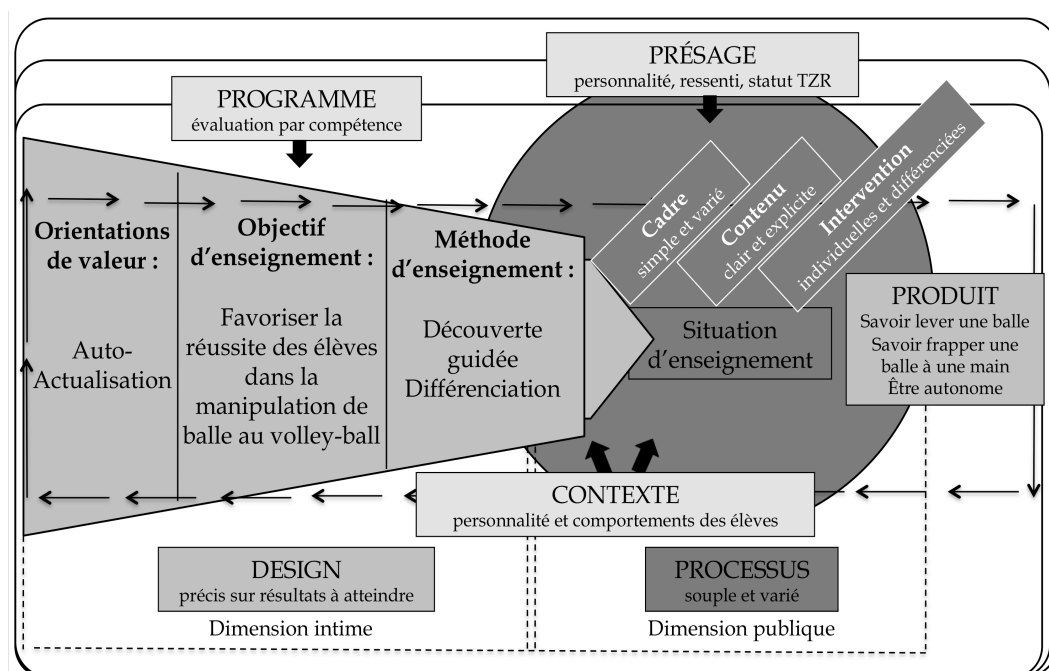 PRÉSAGE
personnalité, ressenti, statut TZR
PROGRAMME
évaluation par compétence
Orientations
de valeur :
Auto-
Actualisation
Objectif
d'enseignement :
Favoriser la
réussite des élèves
dans la
manipulation de
balle au volley-ball
Méthode
d'enseignement :
Découverte
guidée
Différenciation
Cadre
simple et varié
Contenu
clair et explicite
Intervention
individuelles et différenciées
Situation
d'enseignement
PRODUIT
Savoir lever une balle
Savoir frapper une
balle à une main
Être autonome
CONTEXTE
personnalité et comportements des élèves
DESIGN
précis sur résultats à atteindre
Dimension intime
PROCESSUS
souple et varié
Dimension publique